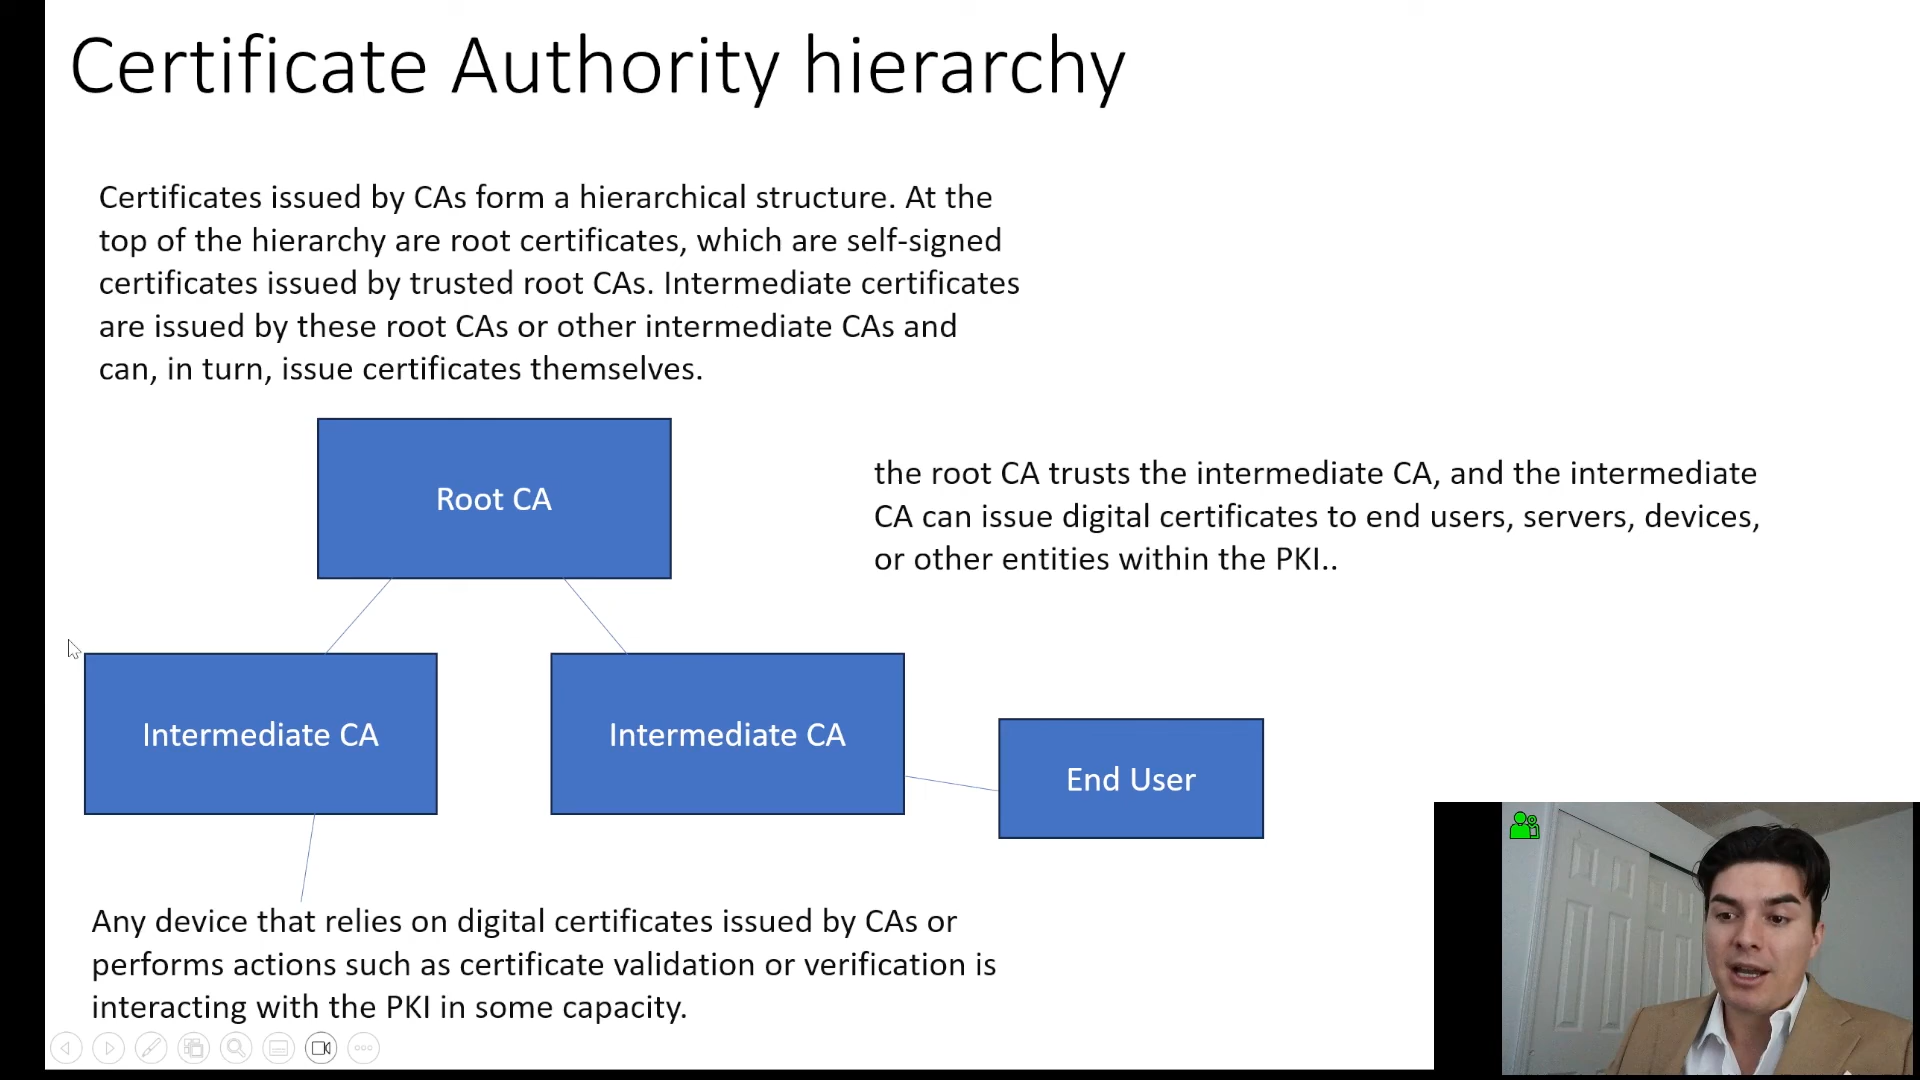 Certificate Authority hierarchy
Certificates issued by CAs form a hierarchical structure. At the
top of the hierarchy are root certificates, which are self-signed
certificates issued by trusted root CAs. Intermediate certificates
are issued by these root CAs or other intermediate CAs and
can, in turn, issue certificates themselves.
Root CA
the root CA trusts the intermediate CA, and the intermediate
CA can issue digital certificates to end users, servers, devices,
or other entities within the PKI..
Intermediate CA
Intermediate CA
End User
Any device that relies on digital certificates issued by CAs or
performs actions such as certificate validation or verification is
interacting with the PKI in some capacity.